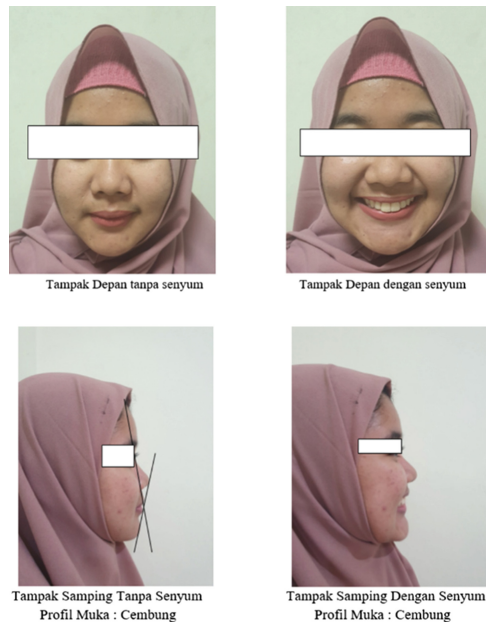 Tampak Depan tanpa senyum
Tampak Depan dengan senyum
Tampak Samping Tanpa Senyum
Profil Muka : Cembung
Tampak Samping Dengan Senyum
Profil Muka : Cembung